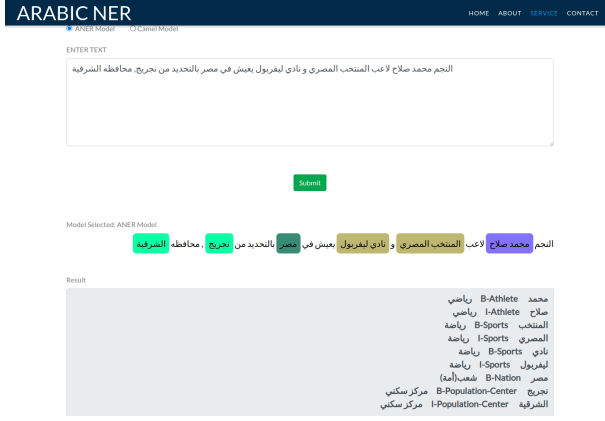 ARABIC NER
HOME ABOUT SERVICE CONTACT
ANER Model Camel Model
ENTER TEXT
النجم محمد صلاح لاعب المنتخب المصري و نادي ليفربول يعيش في مصر بالتحديد من نجريج, محافظه الشرقية
Submit
Model Selected: ANER Model
النجم محمد صلاح لاعب المنتخب المصري و نادي ليفربول يعيش في مصر بالتحديد من نجريج , محافظه الشرقية
Result
محمد B-Athlete رياضي
صلاح I-Athlete رياضي
المنتخب B-Sports رياضة
المصري I-Sports رياضة
نادي B-Sports رياضة
ليفربول I-Sports رياضة
مصر B-Nation شعب(أمة)
نجريج B-Population-Center مركز سكني
الشرقية I-Population-Center مركز سكني